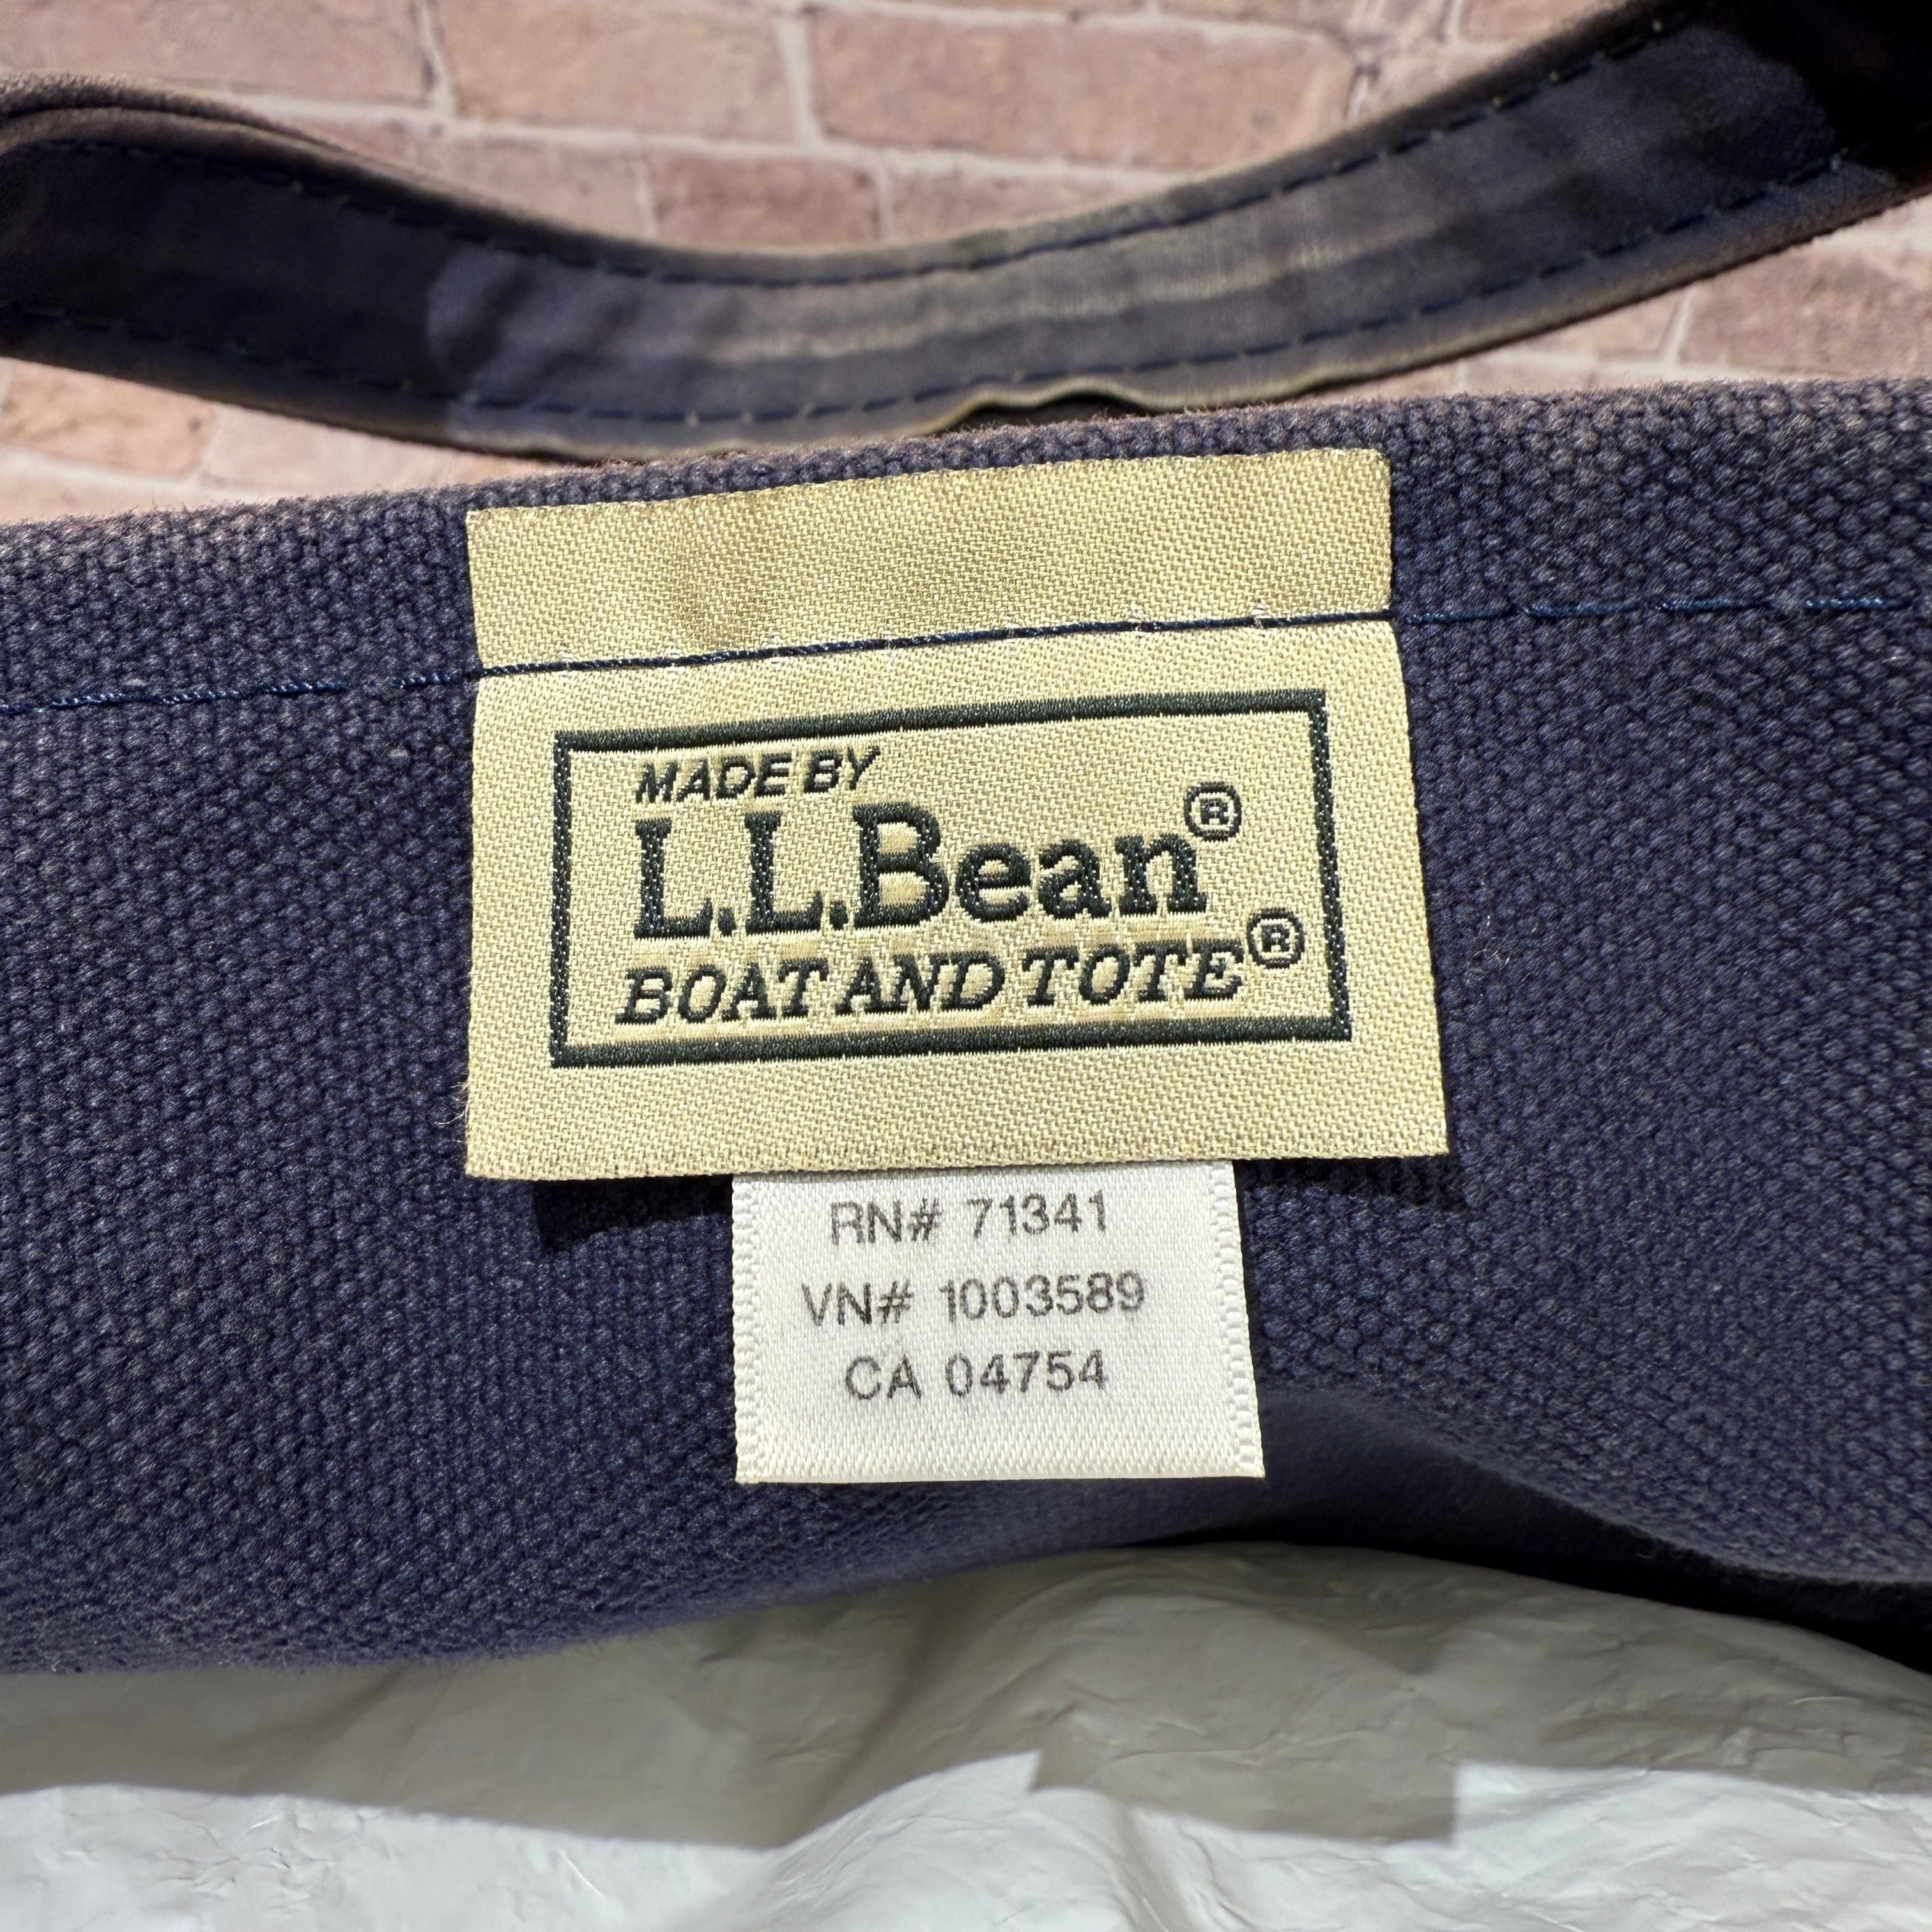 MADE BY
L.L.Bean®
BOAT AND TOTE®
RN# 71341
VN# 1003589
CA 04754